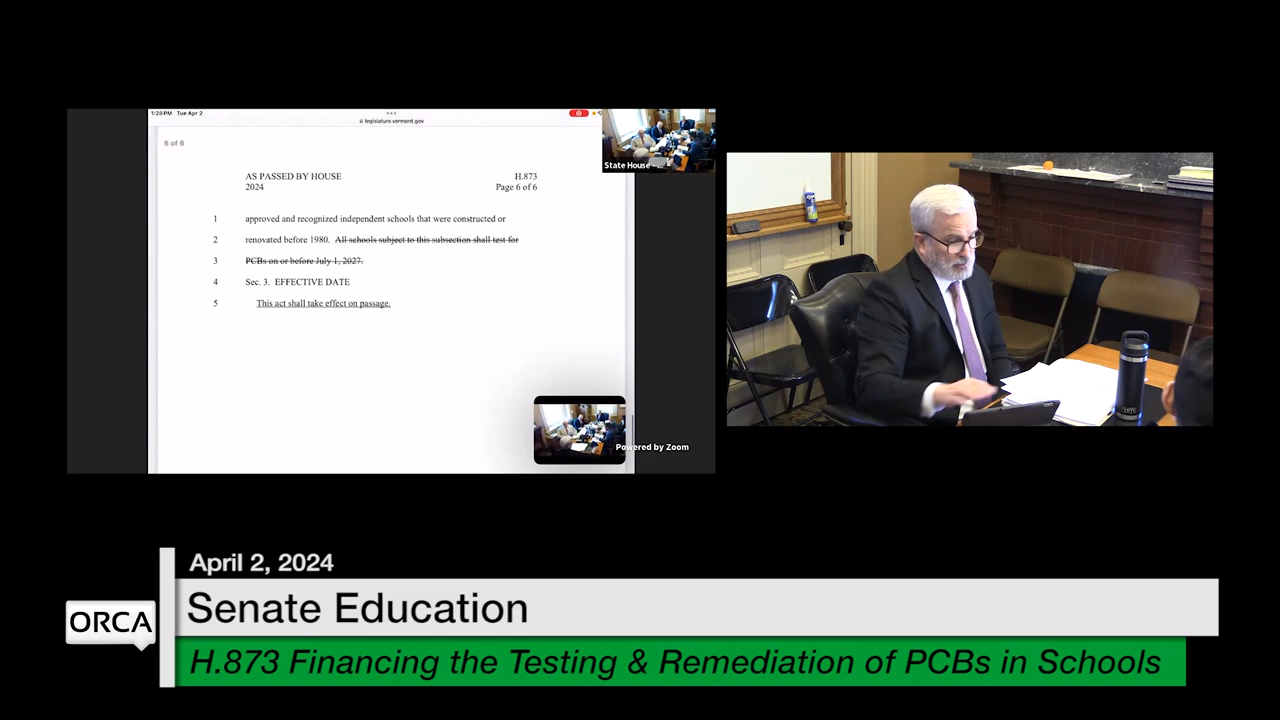 1:28 PM Tue Apr 2
legislature.vermont.gov
6 of 6
State House
AS PASSED BY HOUSE H.873
2024 Page 6 of 6
1 approved and recognized independent schools that were constructed or
2 renovated before 1980. All schools subject to this subsection shall test for
3 PCBs on or before July 1, 2027.
4 Sec. 3. EFFECTIVE DATE
5 This act shall take effect on passage.
Powered by Zoom
YETI
April 2, 2024
Senate Education
ORCA
H.873 Financing the Testing & Remediation of PCBs in Schools